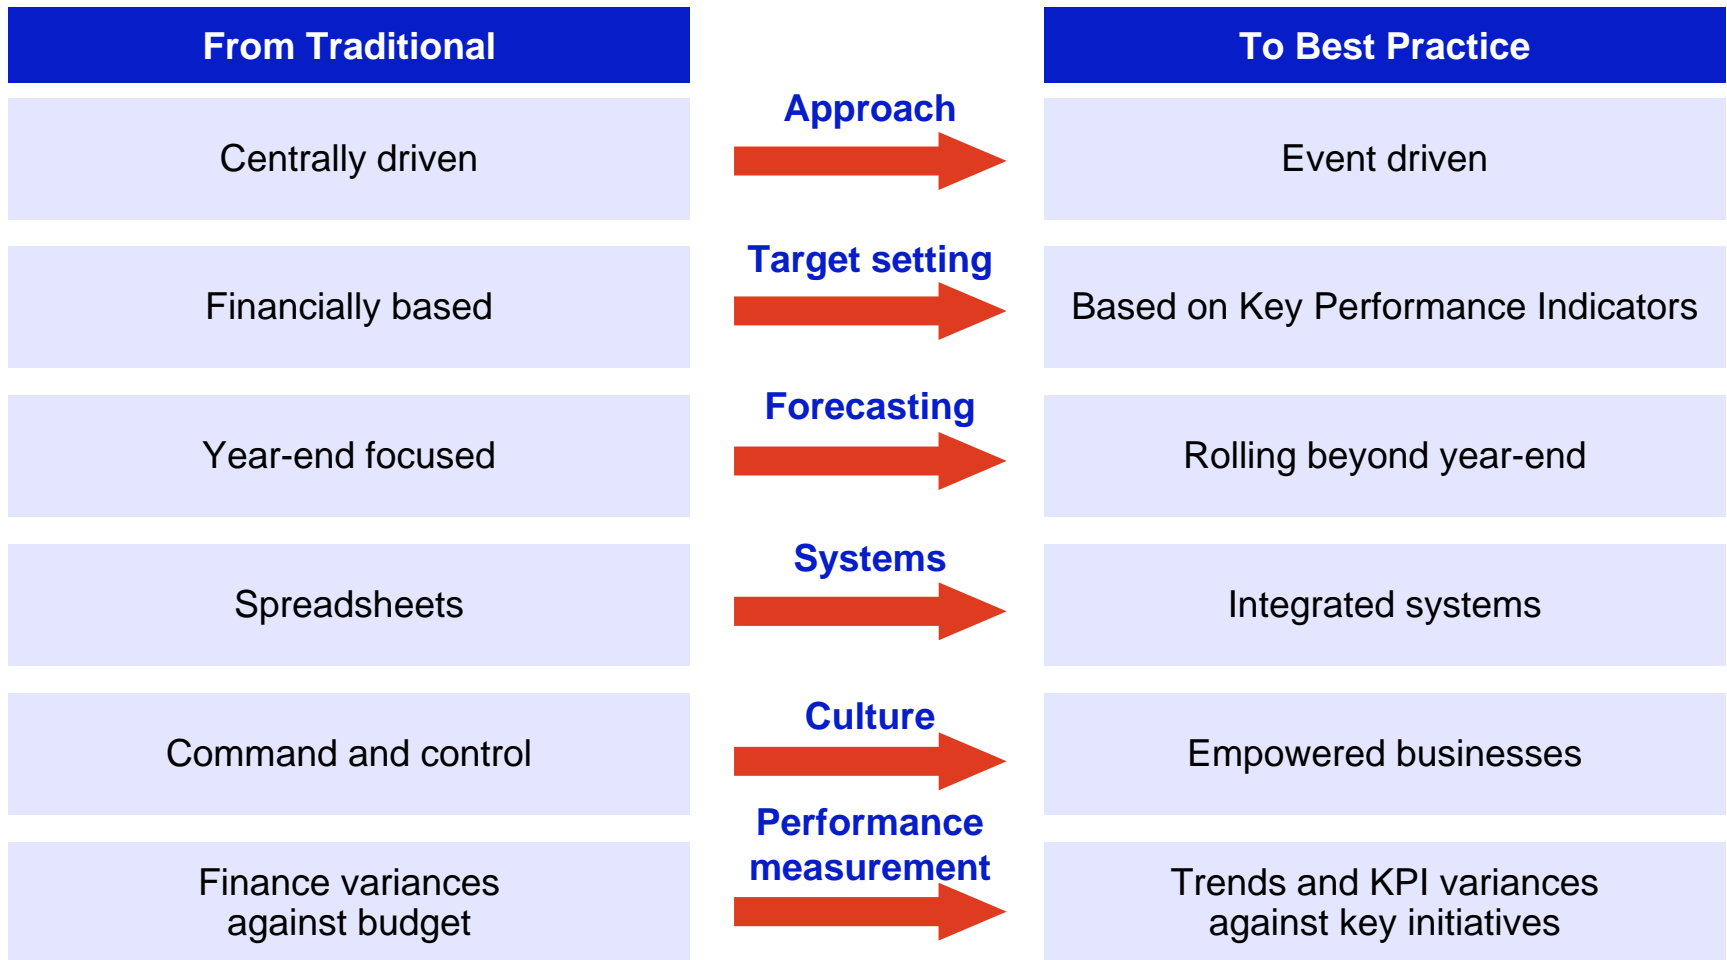 From Traditional
To Best Practice
Approach
Centrally driven
Event driven
Target setting
Financially based
Based on Key Performance Indicators
Forecasting
Year-end focused
Rolling beyond year-end
Systems
Spreadsheets
Integrated systems
Culture
Command and control
Empowered businesses
Performance
measurement
Finance variances
against budget
Trends and KPI variances
against key initiatives